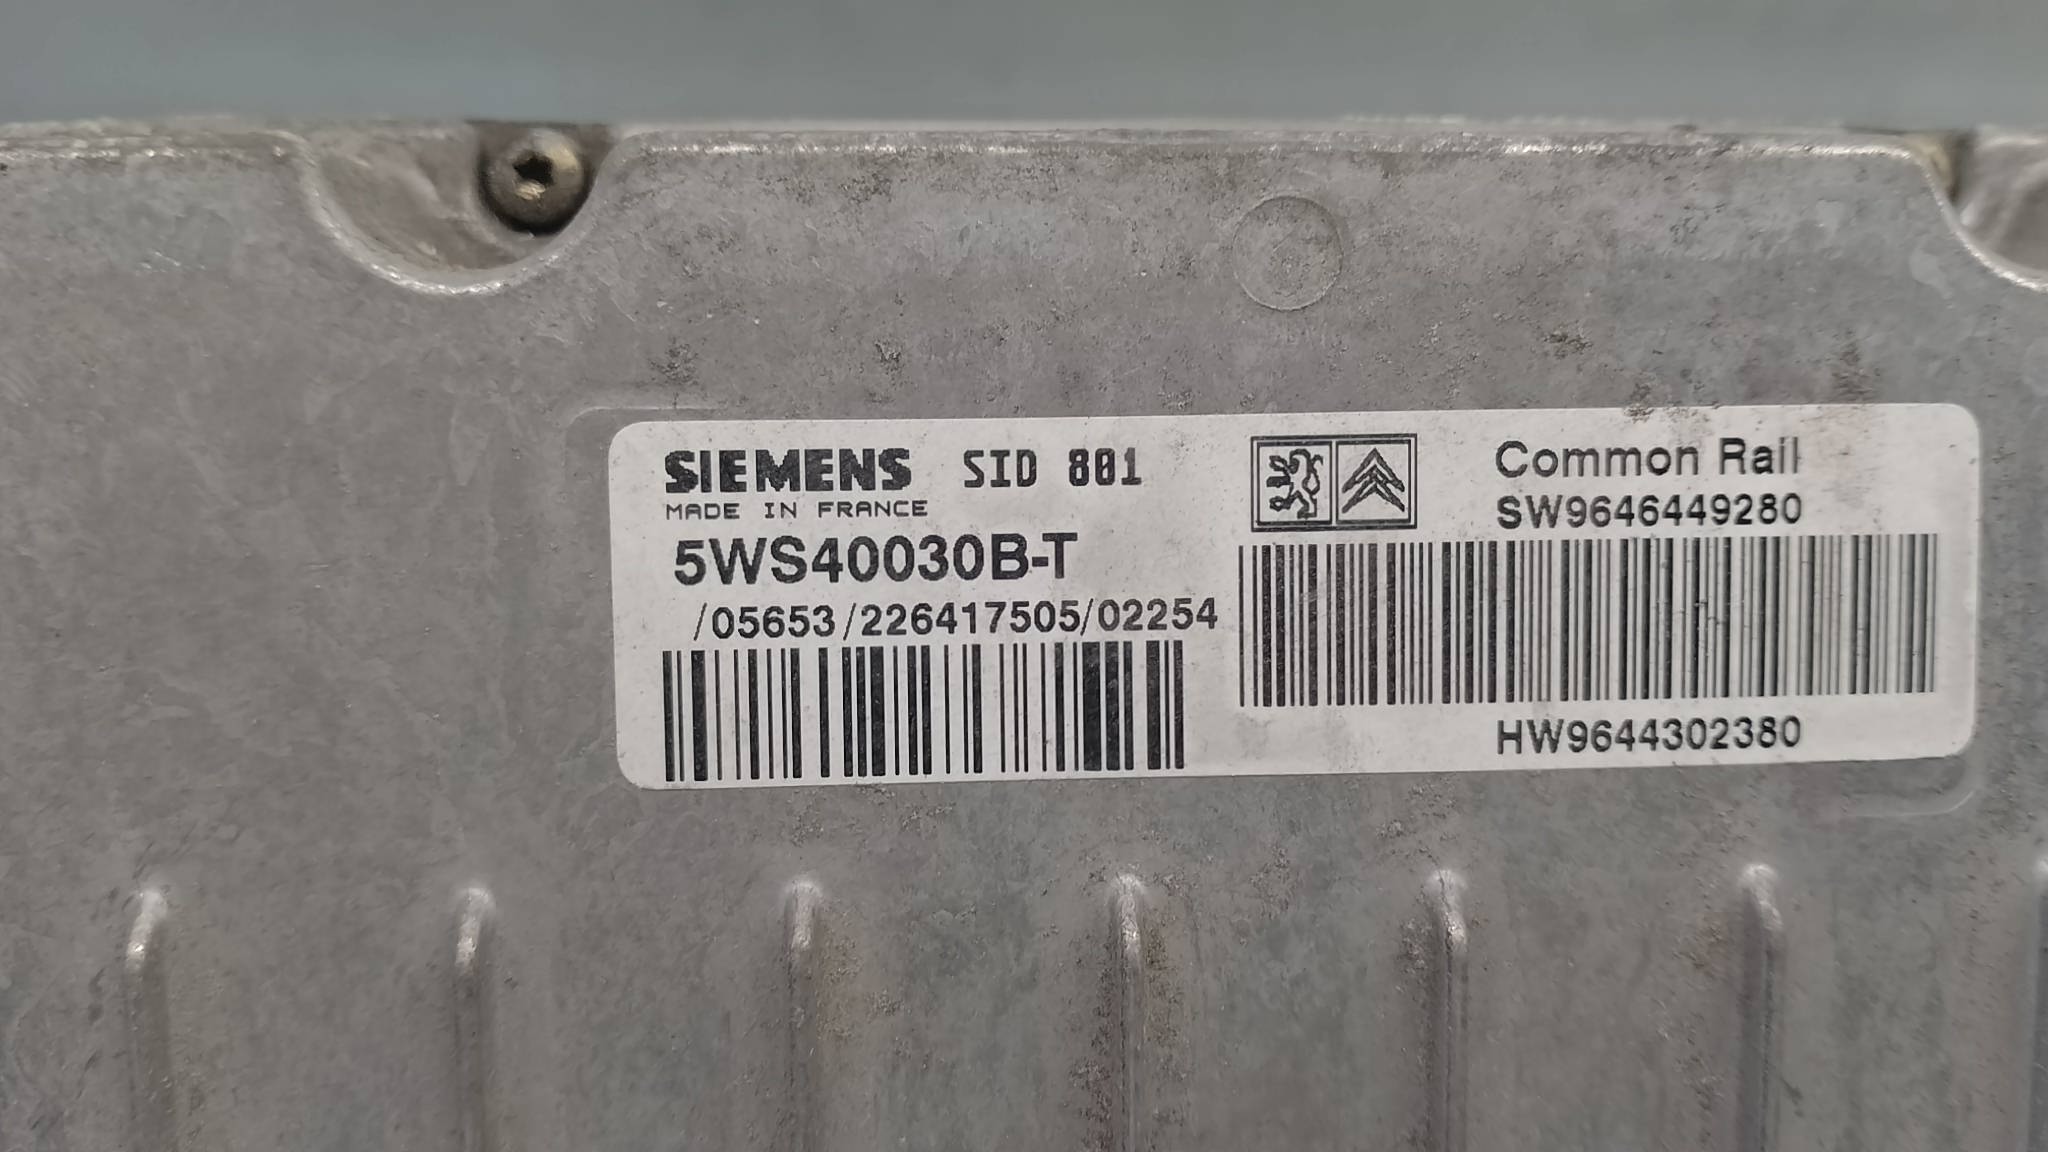 SIEMENS SID 801
MADE IN FRANCE
5WS40030B-T
/05653/226417505/02254
Common Rail
SW9646449280
HW9644302380